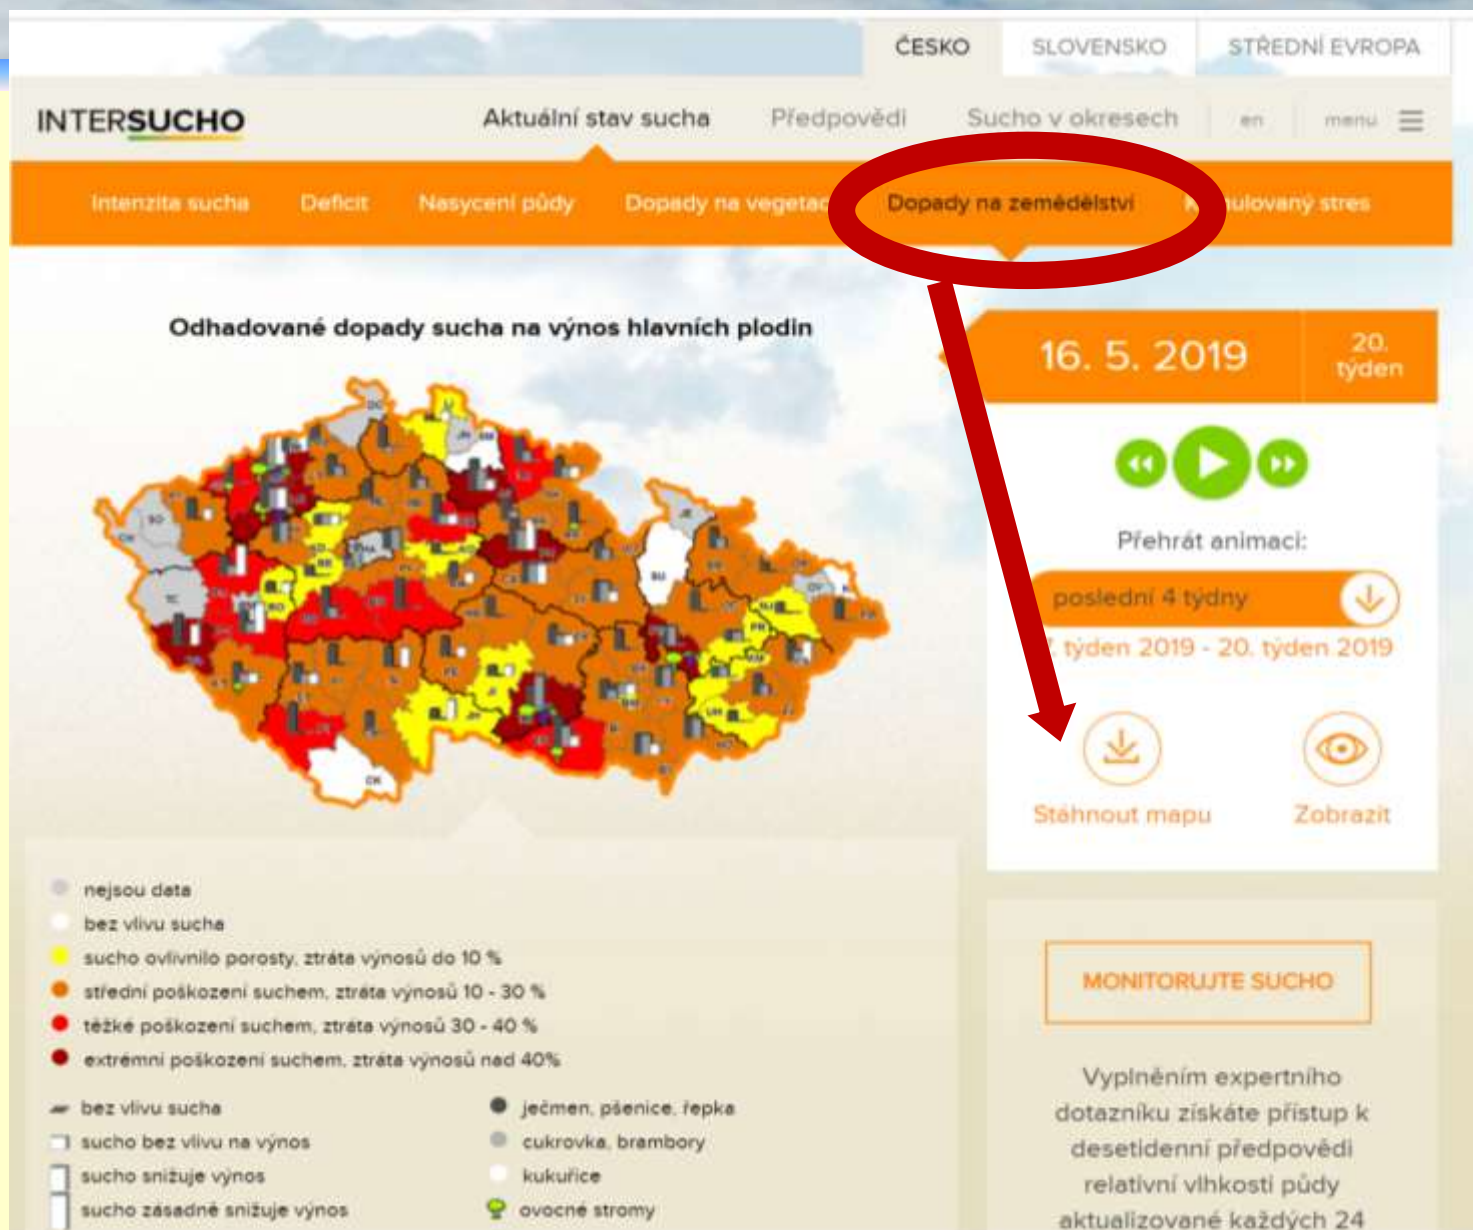 ČESKO SLOVENSKO STŘEDNÍ EVROPA
INTERSUCHO Aktuální stav sucha Předpovědi Sucho v okresech en menu
Intenzita sucha Deficit Nasycení půdy Dopady na vegetac Dopady na zemědělství ulovaný stres
Odhadované dopady sucha na výnos hlavních plodin
16. 5. 2019 20. týden
Přehrát animaci:
poslední 4 týdny
týden 2019 - 20. týden 2019
Stáhnout mapu Zobrazit
nejsou data
bez vlivu sucha
sucho ovlivnilo porosty, ztráta výnosů do 10 %
střední poškození suchem, ztráta výnosů 10 - 30 %
těžké poškození suchem, ztráta výnosů 30 - 40 %
extrémní poškození suchem, ztráta výnosů nad 40%
bez vlivu sucha
sucho bez vlivu na výnos
sucho snižuje výnos
sucho zásadně snižuje výnos
ječmen, pšenice, řepka
cukrovka, brambory
kukuřice
ovocné stromy
MONITORUJTE SUCHO
Vyplněním expertního
dotazníku získáte přístup k
desetidenní předpovědi
relativní vlhkosti půdy
aktualizované každých 24